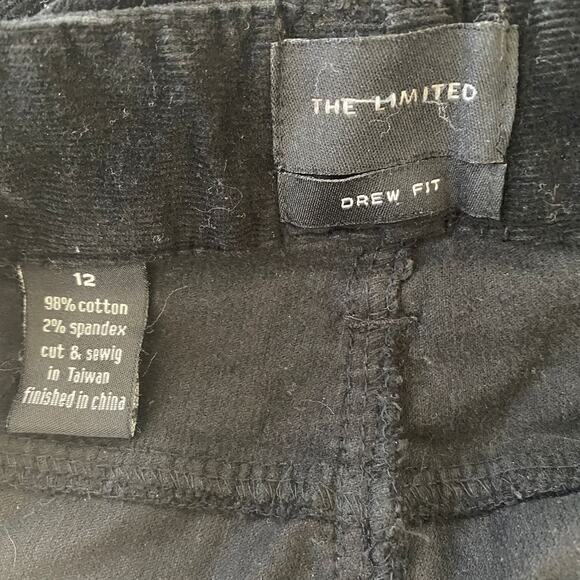 THE LIMITED
DREW FIT
12
98% cotton
2% spandex
cut & sewig
in Taiwan
finished in china